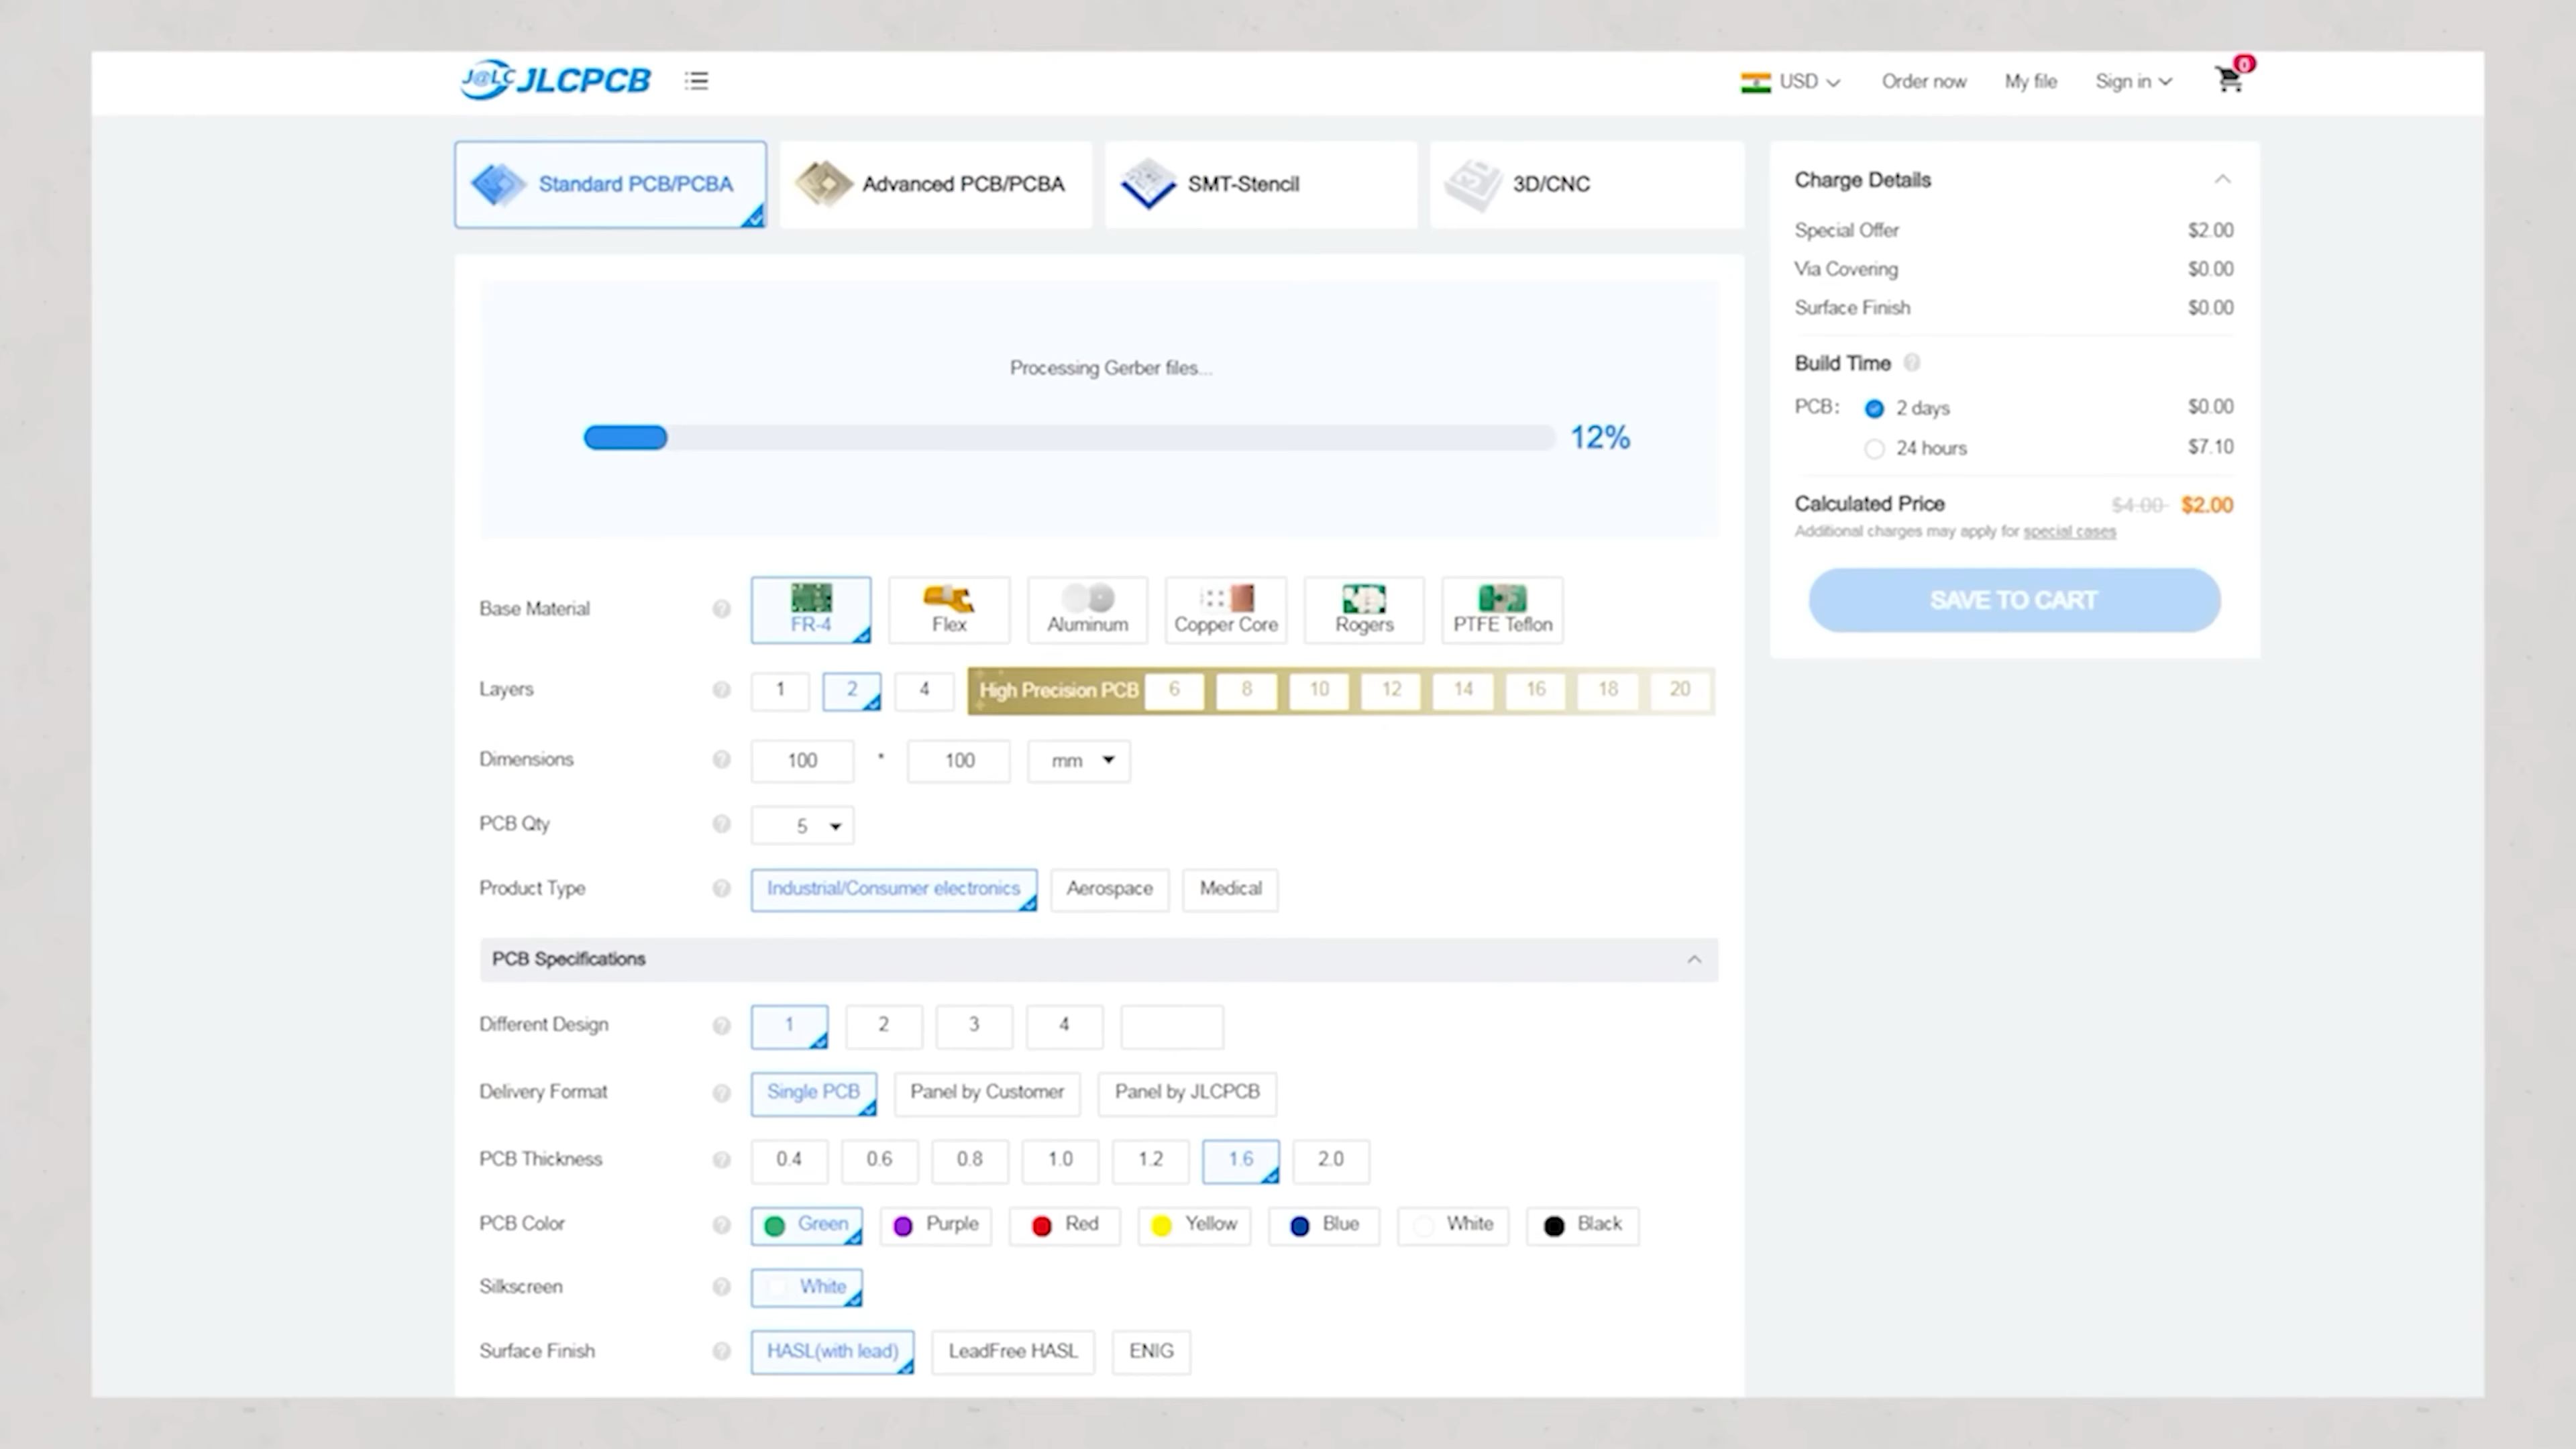 J@LC JLCPCB
USD Order now My file Sign in 0
Standard PCB/PCBA Advanced PCB/PCBA SMT-Stencil 3D/CNC
Processing Gerber files...
12%
Base Material ? FR-4 Flex Aluminum Copper Core Rogers PTFE Teflon
Layers ? 1 2 4 High Precision PCB 6 8 10 12 14 16 18 20
Dimensions ? 100 * 100 mm
PCB Qty ? 5
Product Type ? Industrial/Consumer electronics Aerospace Medical
PCB Specifications
Different Design ? 1 2 3 4
Delivery Format ? Single PCB Panel by Customer Panel by JLCPCB
PCB Thickness ? 0.4 0.6 0.8 1.0 1.2 1.6 2.0
PCB Color ? Green Purple Red Yellow Blue White Black
Silkscreen ? White
Surface Finish ? HASL(with lead) LeadFree HASL ENIG
Charge Details
Special Offer $2.00
Via Covering $0.00
Surface Finish $0.00
Build Time ?
PCB: 2 days $0.00
24 hours $7.10
Calculated Price $4.00 $2.00
Additional charges may apply for special cases
SAVE TO CART